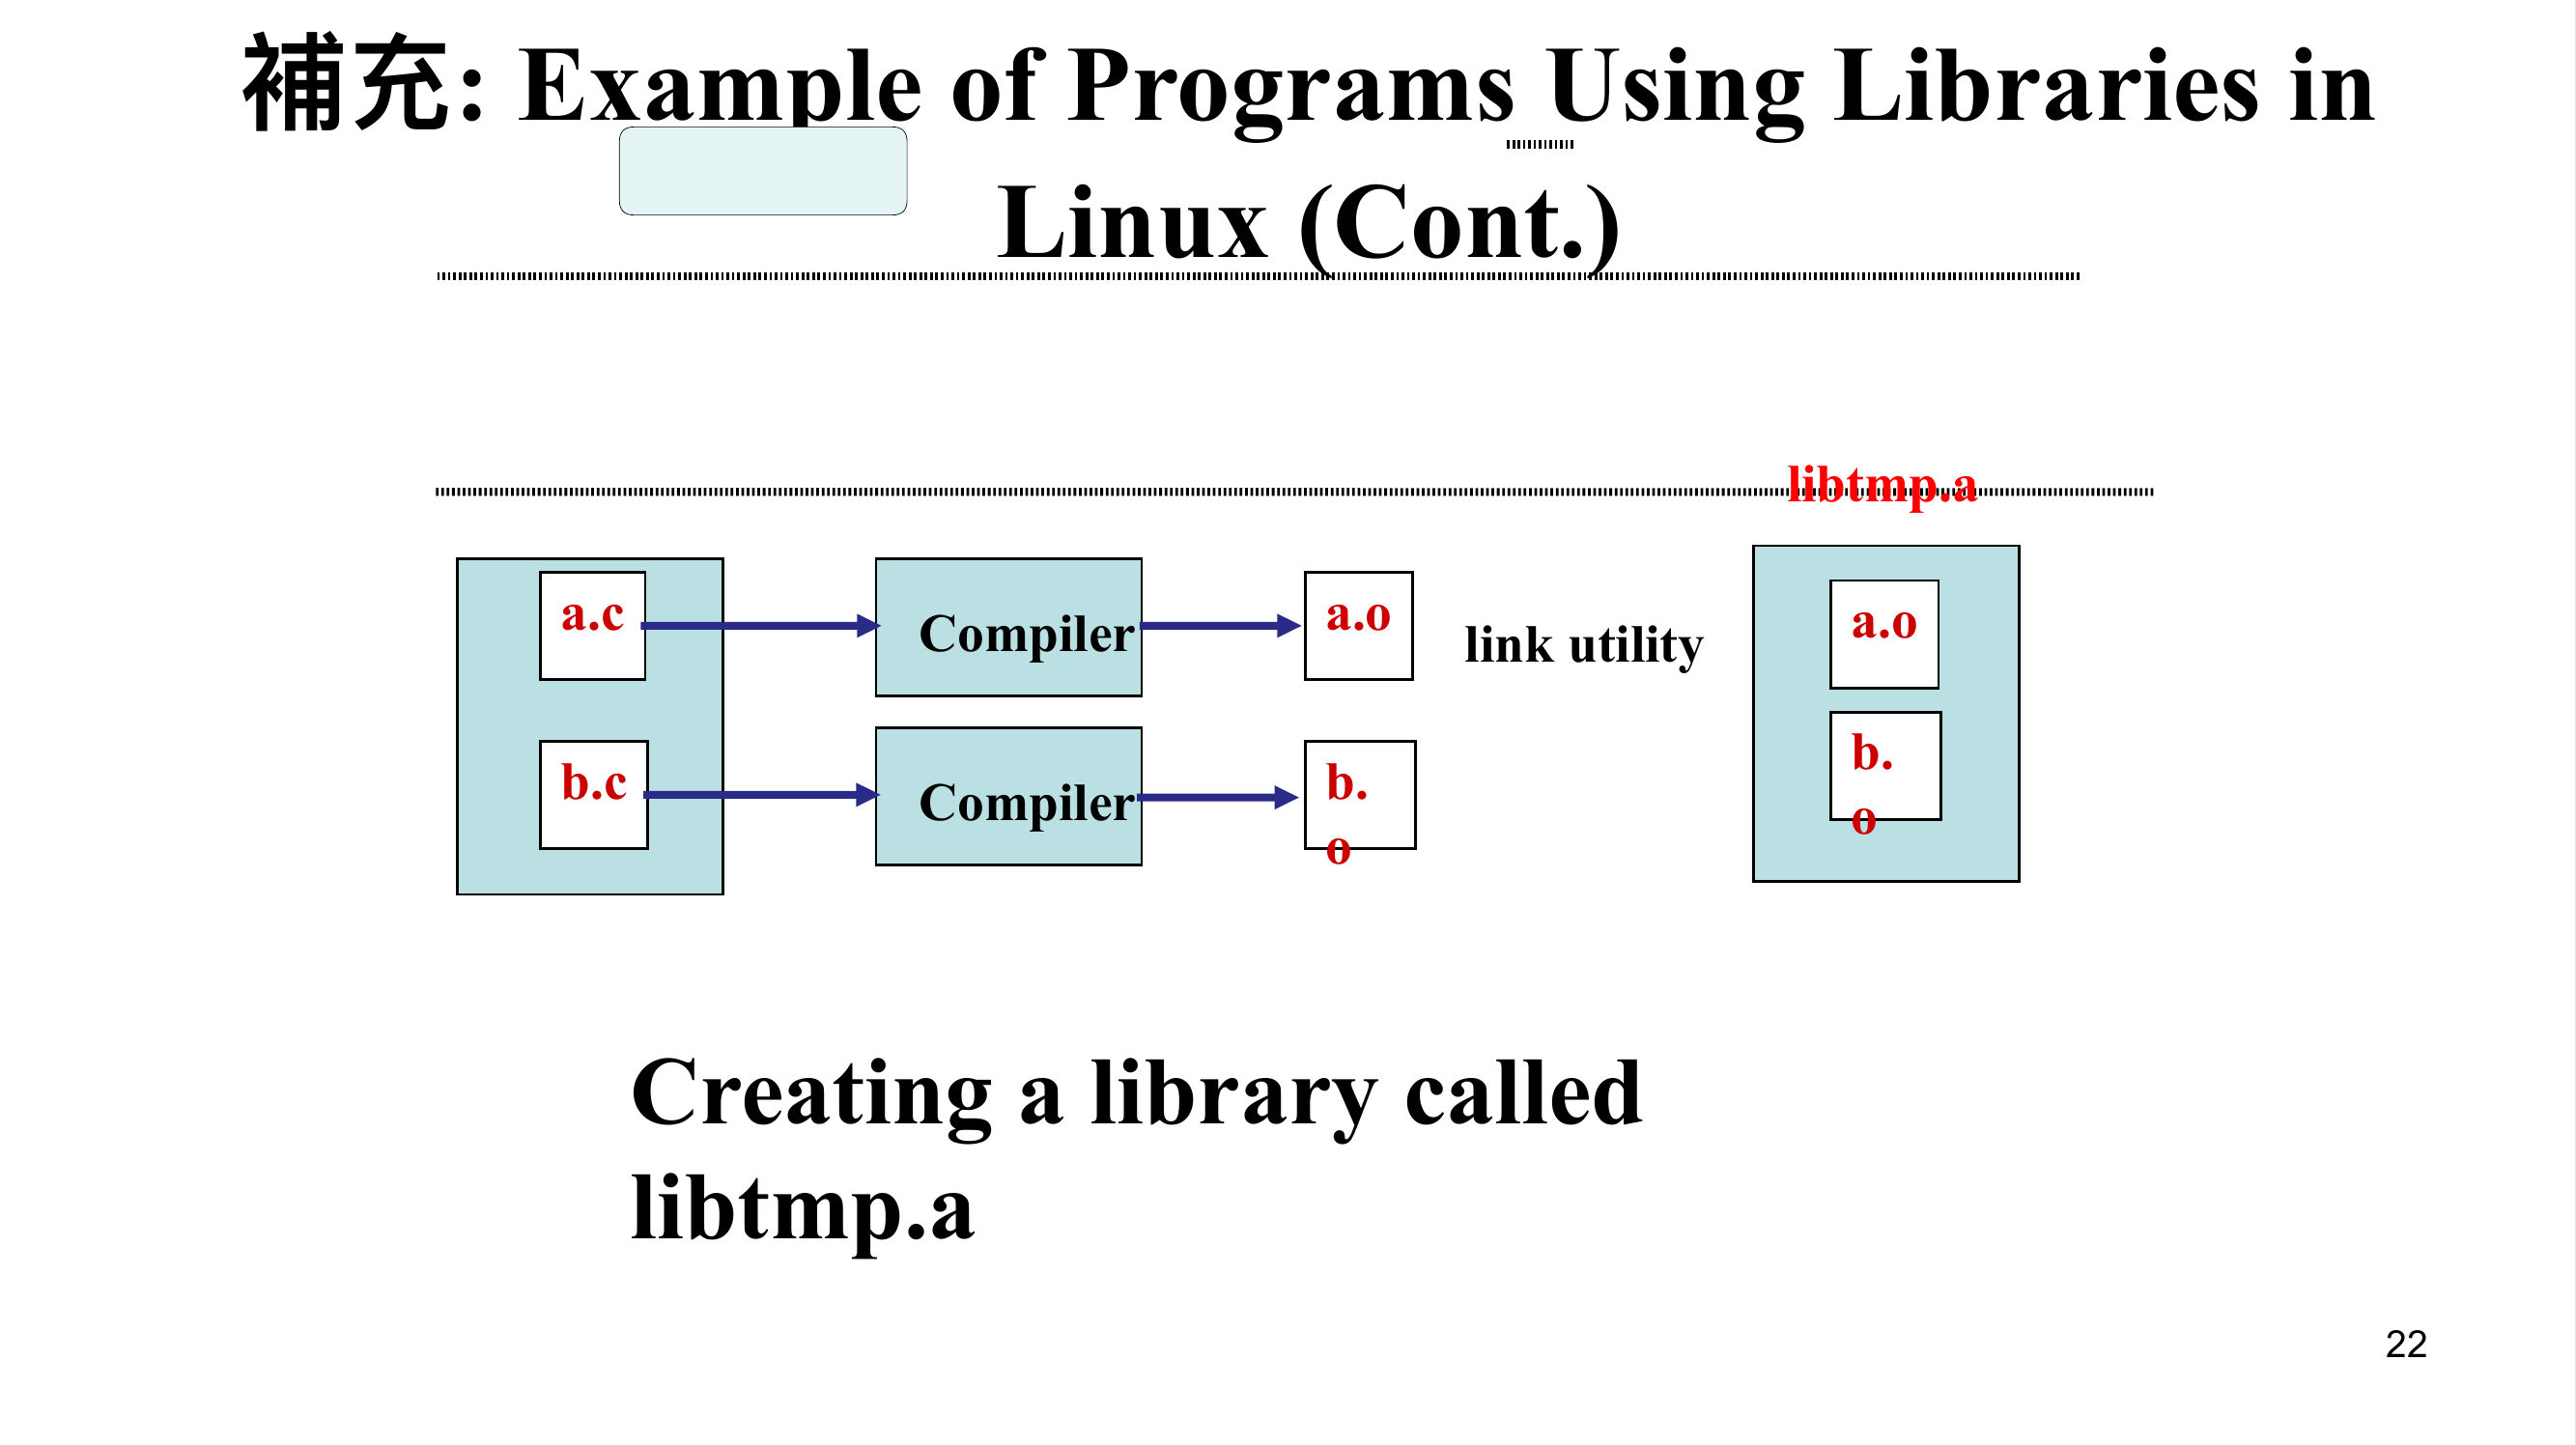 補充: Example of Programs Using Libraries in
Linux (Cont.)
libtmp.a
a.c
Compiler
a.o
link utility
a.o
b.c
Compiler
b.
o
b.
o
Creating a library called
libtmp.a
22